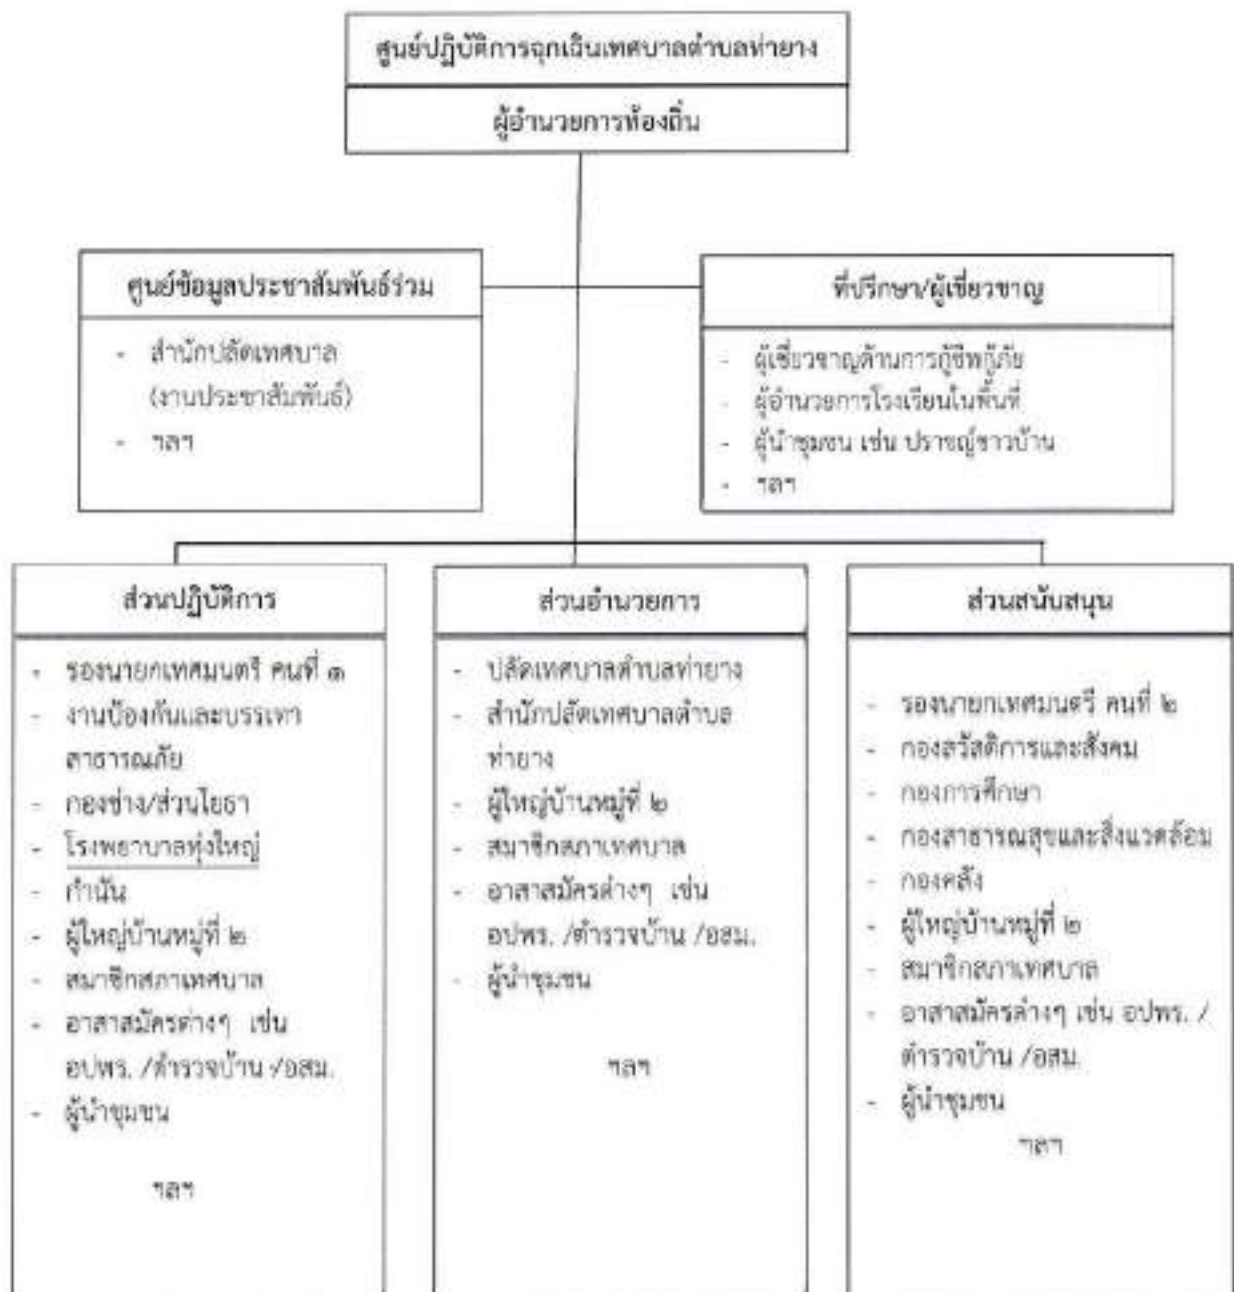 ศูนย์ปฏิบัติการฉุกเฉินเทศบาลตำบลท่ายาง
ผู้อำนวยการท้องถิ่น
ศูนย์ข้อมูลประชาสัมพันธ์ร่วม
- สำนักปลัดเทศบาล
(งานประชาสัมพันธ์)
- ฯลฯ
ที่ปรึกษา/ผู้เชี่ยวชาญ
- ผู้เชี่ยวชาญด้านการกู้ชีพกู้ภัย
- ผู้อำนวยการโรงเรียนในพื้นที่
- ผู้นำชุมชน เช่น ปราชญ์ชาวบ้าน
- ฯลฯ
ส่วนปฏิบัติการ
- รองนายกเทศมนตรี คนที่ ๑
- งานป้องกันและบรรเทา
สาธารณภัย
- กองช่าง/ส่วนโยธา
- โรงพยาบาลทุ่งใหญ่
- กำนัน
- ผู้ใหญ่บ้านหมู่ที่ ๒
- สมาชิกสภาเทศบาล
- อาสาสมัครต่างๆ เช่น
อปพร. /ตำรวจบ้าน /อสม.
- ผู้นำชุมชน
ฯลฯ
ส่วนอำนวยการ
- ปลัดเทศบาลตำบลท่ายาง
- สำนักปลัดเทศบาลตำบล
ท่ายาง
- ผู้ใหญ่บ้านหมู่ที่ ๒
- สมาชิกสภาเทศบาล
- อาสาสมัครต่างๆ เช่น
อปพร. /ตำรวจบ้าน /อสม.
- ผู้นำชุมชน
ฯลฯ
ส่วนสนับสนุน
- รองนายกเทศมนตรี คนที่ ๒
- กองสวัสดิการและสังคม
- กองการศึกษา
- กองสาธารณสุขและสิ่งแวดล้อม
- กองคลัง
- ผู้ใหญ่บ้านหมู่ที่ ๒
- สมาชิกสภาเทศบาล
- อาสาสมัครต่างๆ เช่น อปพร. /
ตำรวจบ้าน /อสม.
- ผู้นำชุมชน
ฯลฯ